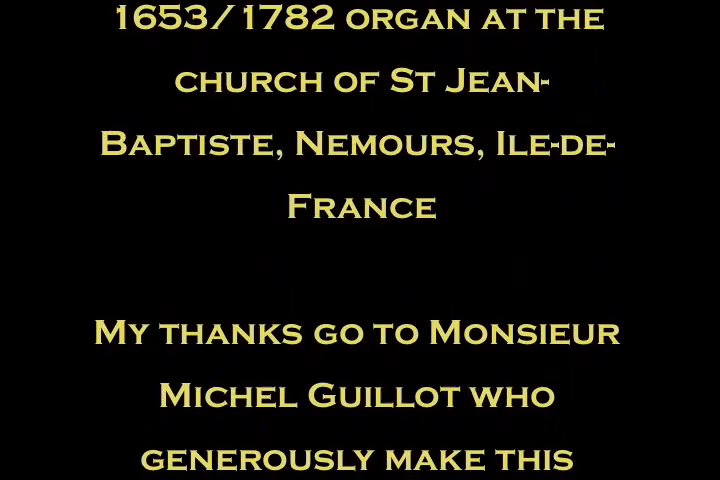 1653/1782 organ at the
church of St Jean-
Baptiste, Nemours, Ile-de-
France
My thanks go to Monsieur
Michel Guillot who
generously make this